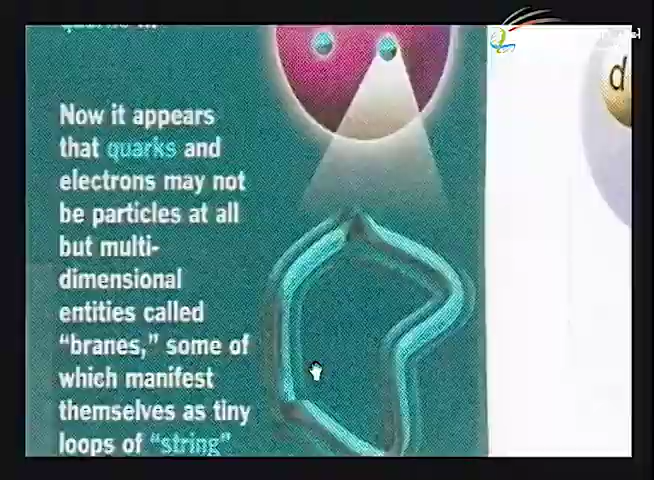 Now it appears
that quarks and
electrons may not
be particles at all
but multi-
dimensional
entities called
“branes,” some of
which manifest
themselves as tiny
loops of “string”
d